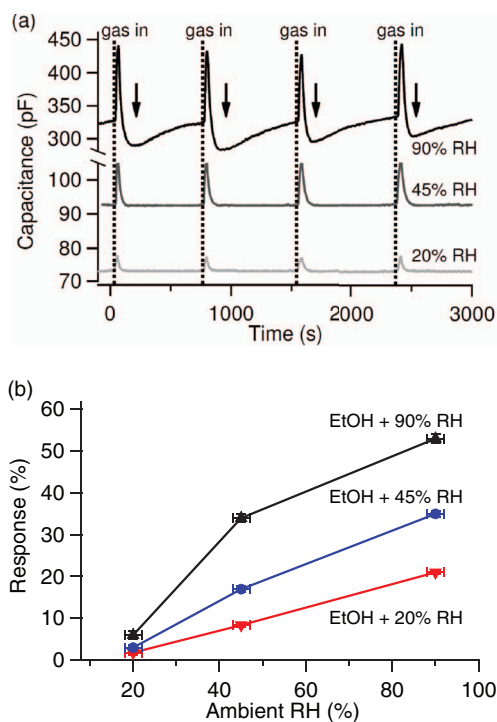 (a)
gas in gas in gas in gas in
450
400
350
300
100
90
80
70
Capacitance (pF)
90% RH
45% RH
20% RH
0 1000 2000 3000
Time (s)
(b)
60
50
40
30
20
10
0
Response (%)
EtOH + 90% RH
EtOH + 45% RH
EtOH + 20% RH
20 40 60 80 100
Ambient RH (%)